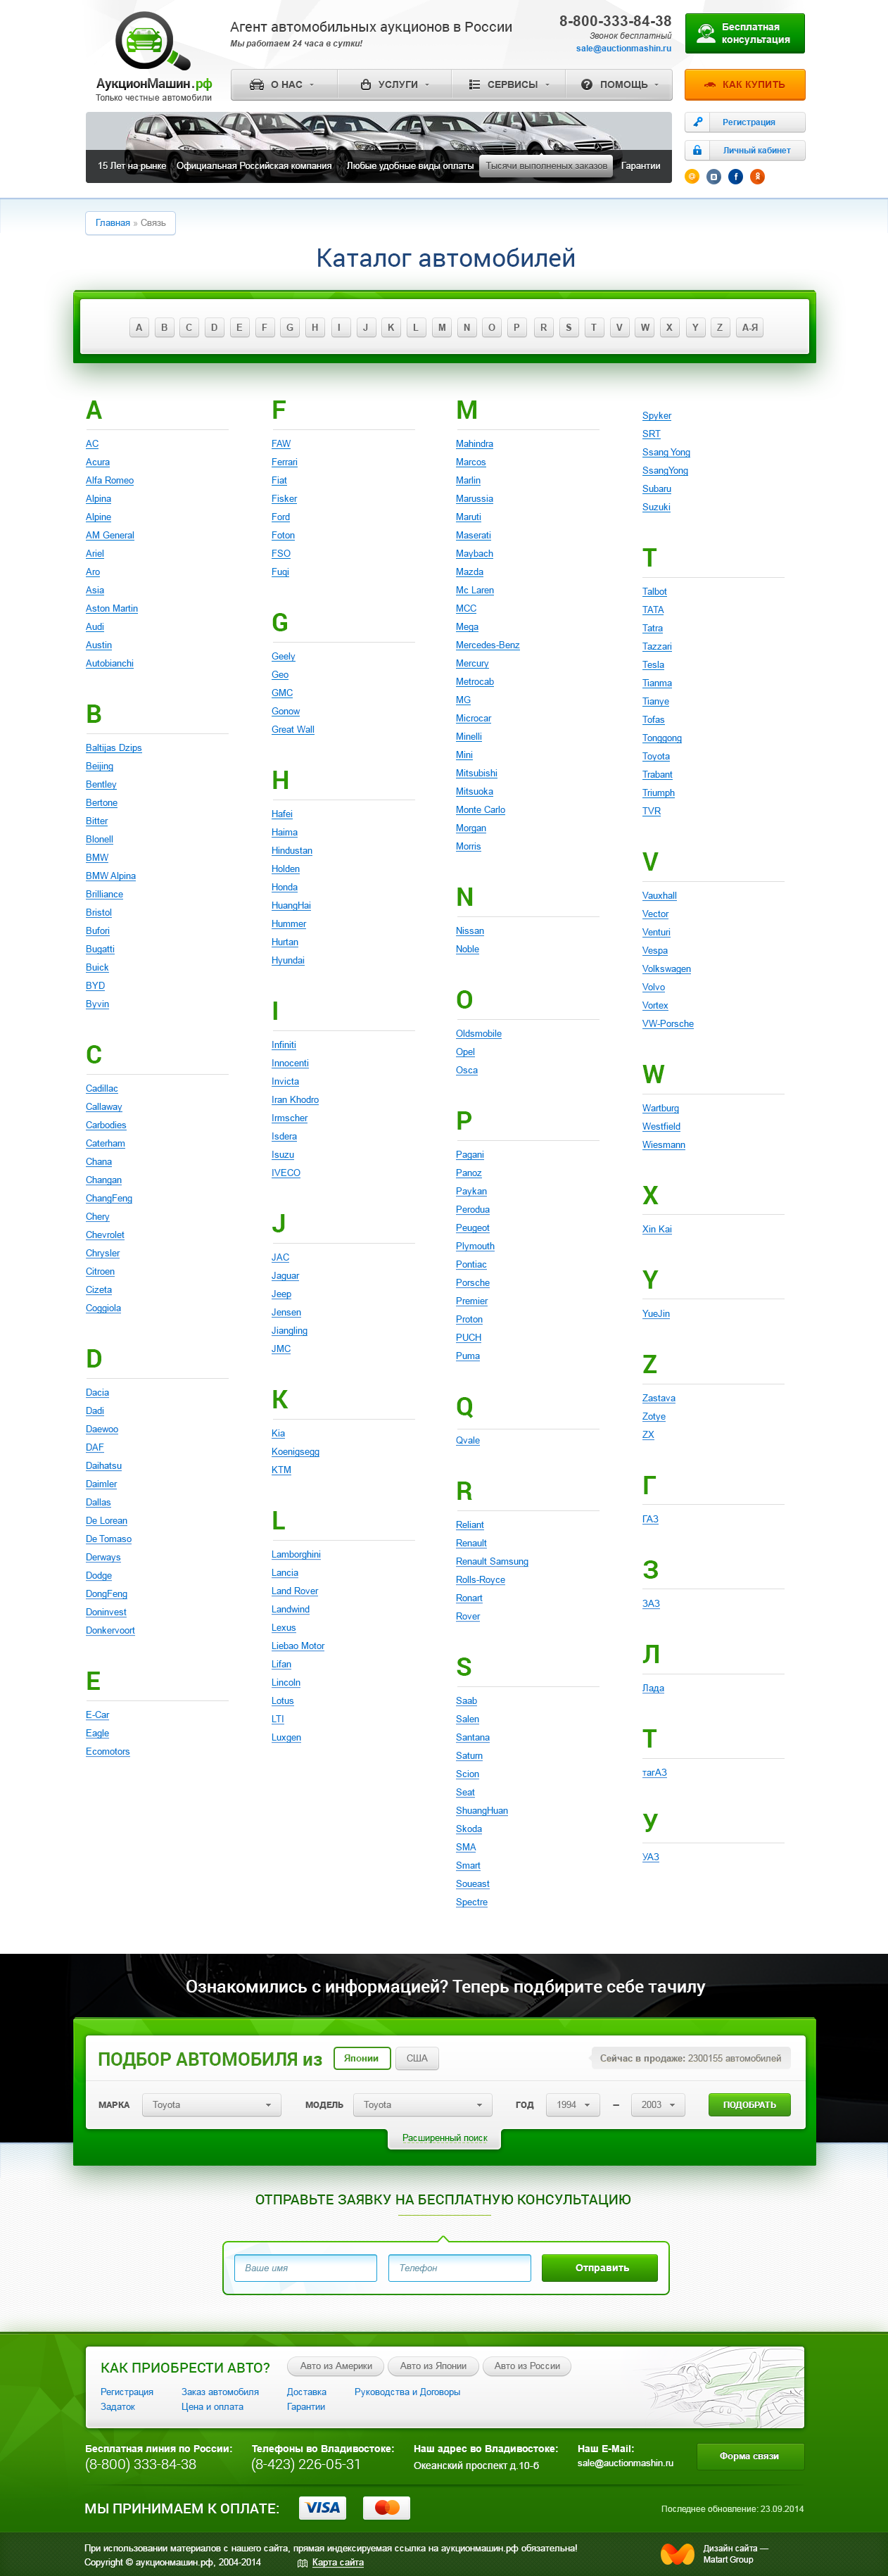 АукционМашин.рф
Только честные автомобили
Агент автомобильных аукционов в России
Мы работаем 24 часа в сутки!
8-800-333-84-38
Звонок бесплатный
sale@auctionmashin.ru
Бесплатная
консультация
О НАС
УСЛУГИ
СЕРВИСЫ
ПОМОЩЬ
КАК КУПИТЬ
15 Лет на рынке
Официальная Российская компания
Любые удобные виды оплаты
Тысячи выполненых заказов
Гарантии
Регистрация
Личный кабинет
Главная » Связь
Каталог автомобилей
A B C D E F G H I J K L M N O P R S T V W X Y Z А-Я
A
AC
Acura
Alfa Romeo
Alpina
Alpine
AM General
Ariel
Aro
Asia
Aston Martin
Audi
Austin
Autobianchi
B
Baltijas Dzips
Beijing
Bentley
Bertone
Bitter
Blonell
BMW
BMW Alpina
Brilliance
Bristol
Bufori
Bugatti
Buick
BYD
Byvin
C
Cadillac
Callaway
Carbodies
Caterham
Chana
Changan
ChangFeng
Chery
Chevrolet
Chrysler
Citroen
Cizeta
Coggiola
D
Dacia
Dadi
Daewoo
DAF
Daihatsu
Daimler
Dallas
De Lorean
De Tomaso
Derways
Dodge
DongFeng
Doninvest
Donkervoort
E
E-Car
Eagle
Ecomotors
F
FAW
Ferrari
Fiat
Fisker
Ford
Foton
FSO
Fuqi
G
Geely
Geo
GMC
Gonow
Great Wall
H
Hafei
Haima
Hindustan
Holden
Honda
HuangHai
Hummer
Hurtan
Hyundai
I
Infiniti
Innocenti
Invicta
Iran Khodro
Irmscher
Isdera
Isuzu
IVECO
J
JAC
Jaguar
Jeep
Jensen
Jiangling
JMC
K
Kia
Koenigsegg
KTM
L
Lamborghini
Lancia
Land Rover
Landwind
Lexus
Liebao Motor
Lifan
Lincoln
Lotus
LTI
Luxgen
M
Mahindra
Marcos
Marlin
Marussia
Maruti
Maserati
Maybach
Mazda
Mc Laren
MCC
Mega
Mercedes-Benz
Mercury
Metrocab
MG
Microcar
Minelli
Mini
Mitsubishi
Mitsuoka
Monte Carlo
Morgan
Morris
N
Nissan
Noble
O
Oldsmobile
Opel
Osca
P
Pagani
Panoz
Paykan
Perodua
Peugeot
Plymouth
Pontiac
Porsche
Premier
Proton
PUCH
Puma
Q
Qvale
R
Reliant
Renault
Renault Samsung
Rolls-Royce
Ronart
Rover
S
Saab
Salen
Santana
Saturn
Scion
Seat
ShuangHuan
Skoda
SMA
Smart
Soueast
Spectre
Spyker
SRT
Ssang Yong
SsangYong
Subaru
Suzuki
T
Talbot
TATA
Tatra
Tazzari
Tesla
Tianma
Tianye
Tofas
Tonggong
Toyota
Trabant
Triumph
TVR
V
Vauxhall
Vector
Venturi
Vespa
Volkswagen
Volvo
Vortex
VW-Porsche
W
Wartburg
Westfield
Wiesmann
X
Xin Kai
Y
YueJin
Z
Zastava
Zotye
ZX
Г
ГАЗ
З
ЗАЗ
Л
Лада
Т
тагАЗ
У
УАЗ
Ознакомились с информацией? Теперь подбирите себе тачилу
ПОДБОР АВТОМОБИЛЯ из
Японии
США
Сейчас в продаже: 2300155 автомобилей
МАРКА
Toyota
МОДЕЛЬ
Toyota
ГОД
1994
–
2003
ПОДОБРАТЬ
Расширенный поиск
ОТПРАВЬТЕ ЗАЯВКУ НА БЕСПЛАТНУЮ КОНСУЛЬТАЦИЮ
Ваше имя
Телефон
Отправить
КАК ПРИОБРЕСТИ АВТО?
Авто из Америки
Авто из Японии
Авто из России
Регистрация
Заказ автомобиля
Доставка
Руководства и Договоры
Задаток
Цена и оплата
Гарантии
Бесплатная линия по России:
(8-800) 333-84-38
Телефоны во Владивостоке:
(8-423) 226-05-31
Наш адрес во Владивостоке:
Океанский проспект д.10-б
Наш E-Mail:
sale@auctionmashin.ru
Форма связи
МЫ ПРИНИМАЕМ К ОПЛАТЕ:
VISA
MasterCard
Последнее обновление: 23.09.2014
При использовании материалов с нашего сайта, прямая индексируемая ссылка на аукционмашин.рф обязательна!
Copyright © аукционмашин.рф, 2004-2014
Карта сайта
Дизайн сайта —
Matart Group